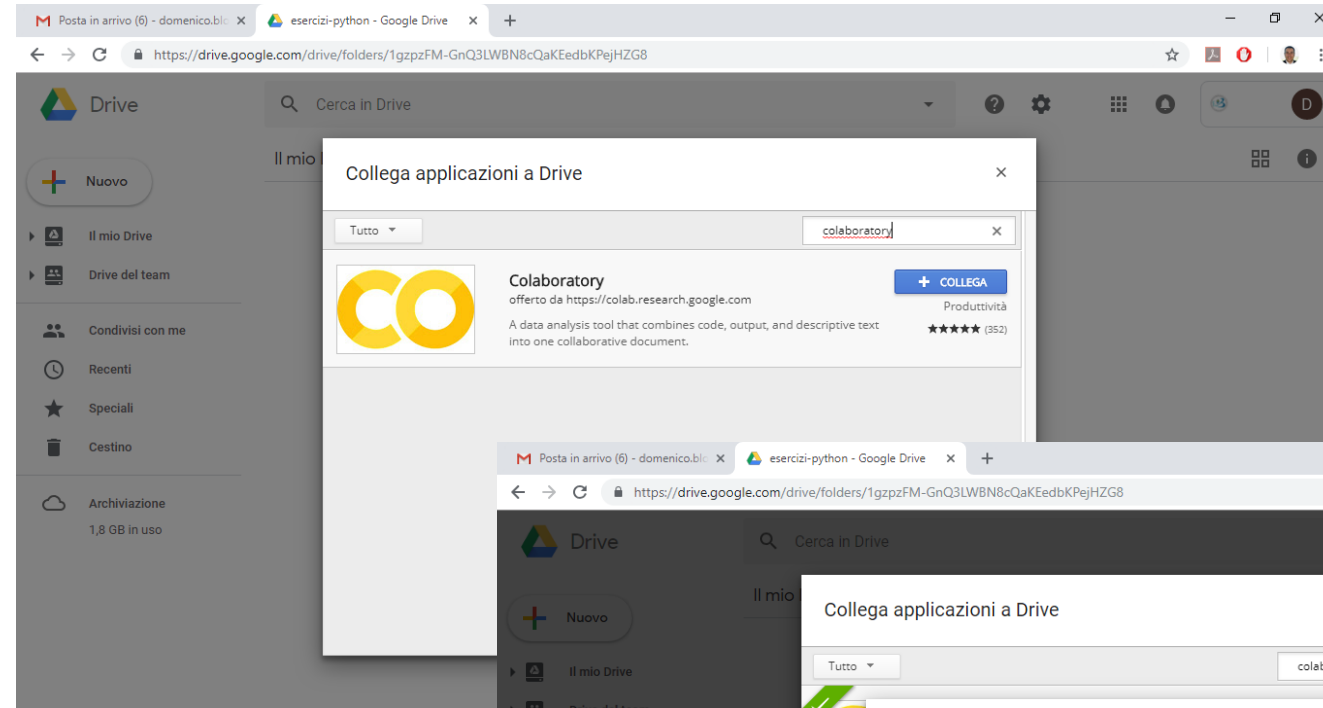 Posta in arrivo (6) - domenico.blo
esercizi-python - Google Drive
https://drive.google.com/drive/folders/1gzpzFM-GnQ3LWBN8cQaKEedbKPejHZG8
Drive
Cerca in Drive
D
Nuovo
Il mio
Il mio Drive
Drive del team
Condivisi con me
Recenti
Speciali
Cestino
Archiviazione
1,8 GB in uso
Collega applicazioni a Drive
Tutto
colaboratory
CO
Colaboratory
offerto da https://colab.research.google.com
A data analysis tool that combines code, output, and descriptive text
into one collaborative document.
+ COLLEGA
Produttività
★★★★★ (352)
Posta in arrivo (6) - domenico.blo
esercizi-python - Google Drive
https://drive.google.com/drive/folders/1gzpzFM-GnQ3LWBN8cQaKEedbKPejHZG8
Drive
Cerca in Drive
Nuovo
Il mio
Il mio Drive
Collega applicazioni a Drive
Tutto
colab